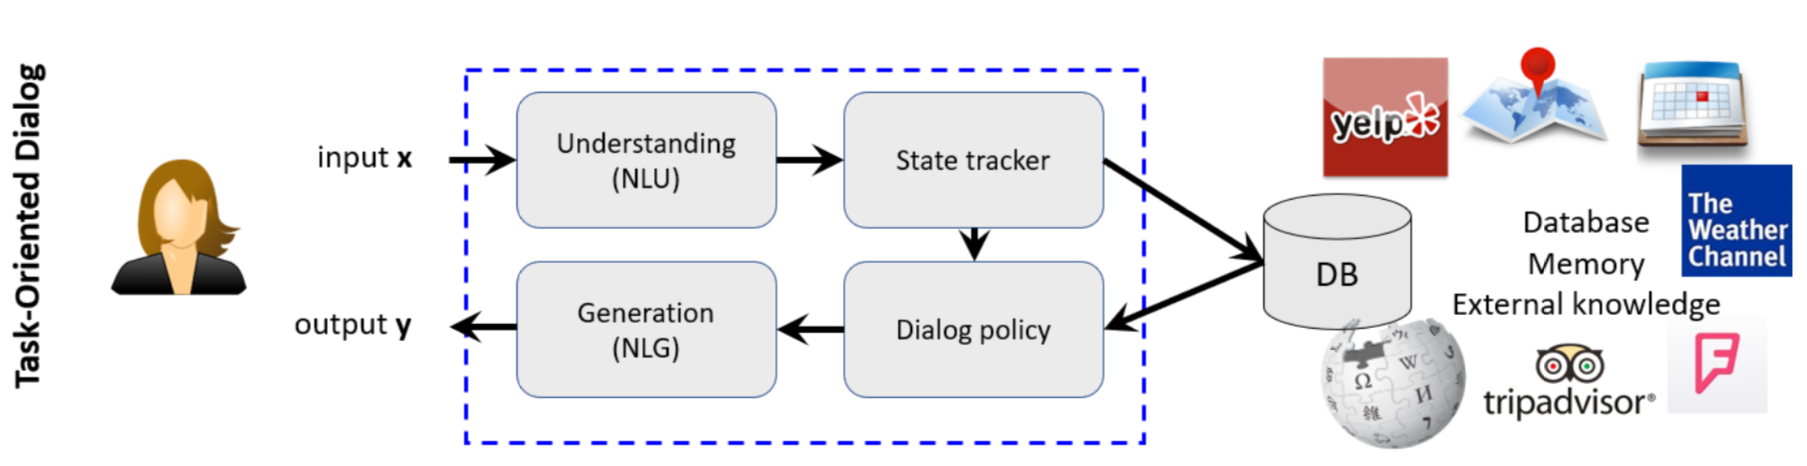 Task-Oriented Dialog
input x
Understanding
(NLU)
State tracker
output y
Generation
(NLG)
Dialog policy
DB
yelp
Database
Memory
External knowledge
The
Weather
Channel
Ω
W
И
維
tripadvisor®